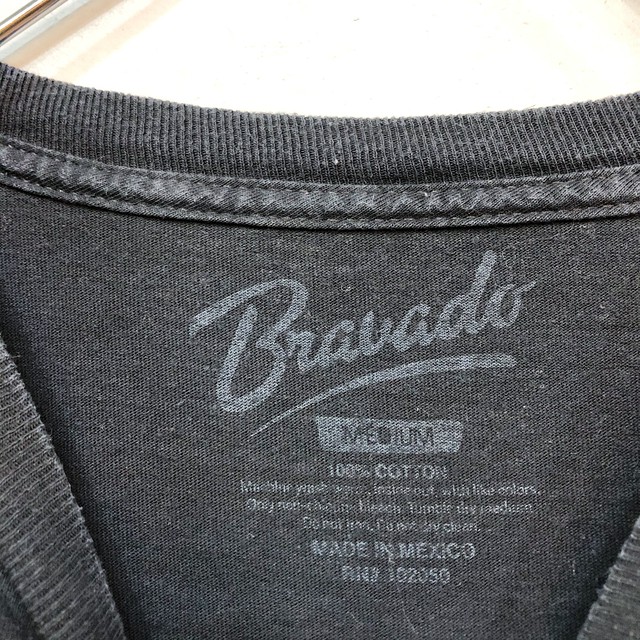 Bravado
MEDIUM
100% COTTON
Machine wash warm, inside out, with like colors.
Only non-chlorine bleach. Tumble dry medium.
Do not iron. Do not dry clean.
MADE IN MEXICO
RN# 102050